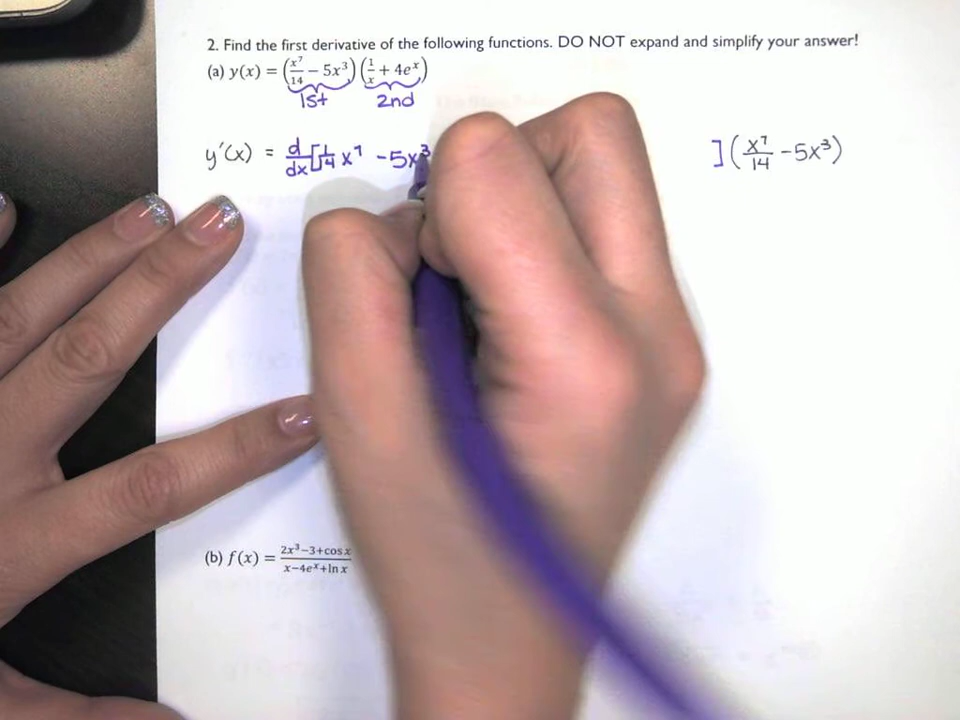 2. Find the first derivative of the following functions. DO NOT expand and simplify your answer!
(a) y(x) = (x⁷/14 − 5x³)(1/x + 4eˣ)
1st 2nd
y'(x) = d/dx[1/14 x⁷ -5x³ ](x⁷/14 -5x³)
(b) f(x) = (2x³−3+cos x)/(x−4eˣ+ln x)